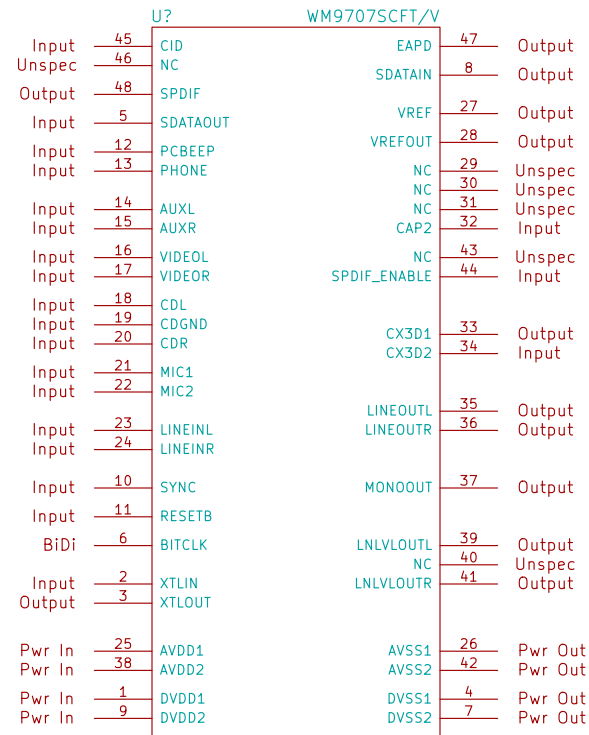 U? WM9707SCFT/V
Input 45 CID EAPD 47 Output
Unspec 46 NC
SDATAIN 8 Output
Output 48 SPDIF
VREF 27 Output
Input 5 SDATAOUT
VREFOUT 28 Output
Input 12 PCBEEP
Input 13 PHONE NC 29 Unspec
NC 30 Unspec
Input 14 AUXL NC 31 Unspec
Input 15 AUXR CAP2 32 Input
Input 16 VIDEOL NC 43 Unspec
Input 17 VIDEOR SPDIF_ENABLE 44 Input
Input 18 CDL
Input 19 CDGND
CX3D1 33 Output
Input 20 CDR
CX3D2 34 Input
Input 21 MIC1
Input 22 MIC2
LINEOUTL 35 Output
Input 23 LINEINL LINEOUTR 36 Output
Input 24 LINEINR
Input 10 SYNC MONOOUT 37 Output
Input 11 RESETB
BiDi 6 BITCLK LNLVLOUTL 39 Output
NC 40 Unspec
Input 2 XTLIN LNLVLOUTR 41 Output
Output 3 XTLOUT
Pwr In 25 AVDD1 AVSS1 26 Pwr Out
Pwr In 38 AVDD2 AVSS2 42 Pwr Out
Pwr In 1 DVDD1 DVSS1 4 Pwr Out
Pwr In 9 DVDD2 DVSS2 7 Pwr Out